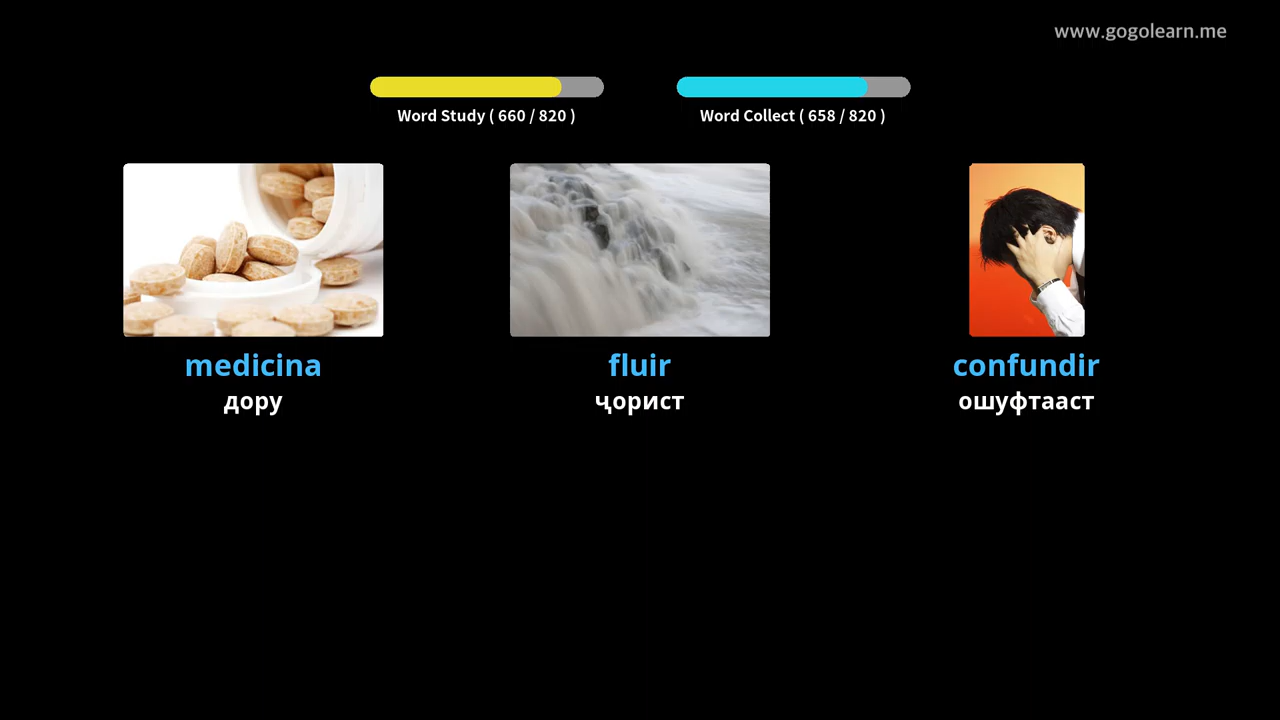 www.gogolearn.me
Word Study ( 660 / 820 )
Word Collect ( 658 / 820 )
medicina
дору
fluir
ҷорист
confundir
ошуфтааст